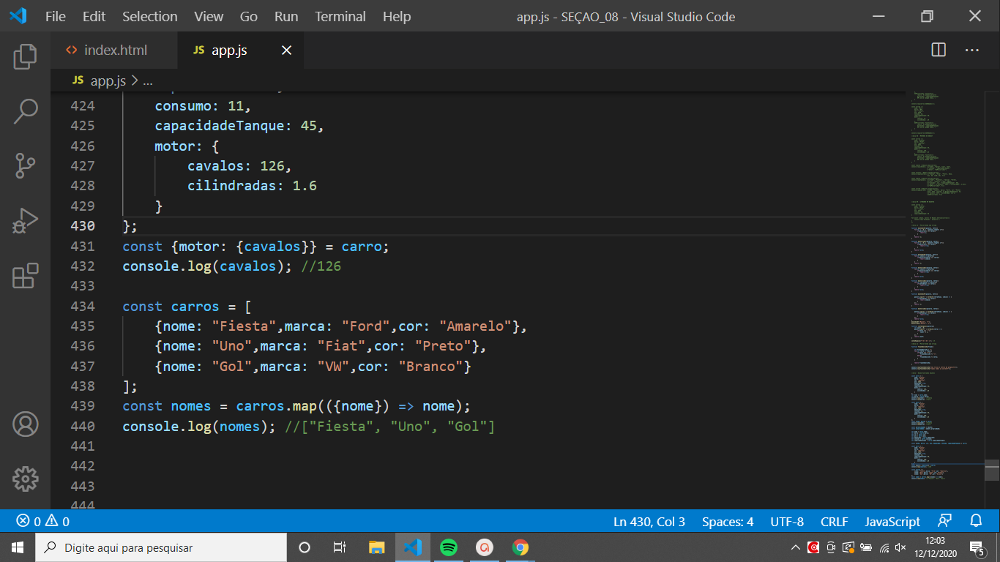 File Edit Selection View Go Run Terminal Help app.js - SEÇAO_08 - Visual Studio Code
index.html JS app.js
JS app.js > ...
424 consumo: 11,
425 capacidadeTanque: 45,
426 motor: {
427 cavalos: 126,
428 cilindradas: 1.6
429 }
430 };
431 const {motor: {cavalos}} = carro;
432 console.log(cavalos); //126
433
434 const carros = [
435 {nome: "Fiesta",marca: "Ford",cor: "Amarelo"},
436 {nome: "Uno",marca: "Fiat",cor: "Preto"},
437 {nome: "Gol",marca: "VW",cor: "Branco"}
438 ];
439 const nomes = carros.map(({nome}) => nome);
440 console.log(nomes); //["Fiesta", "Uno", "Gol"]
441
442
443
444
0 0 Ln 430, Col 3 Spaces: 4 UTF-8 CRLF JavaScript
Digite aqui para pesquisar
12:03
12/12/2020
5